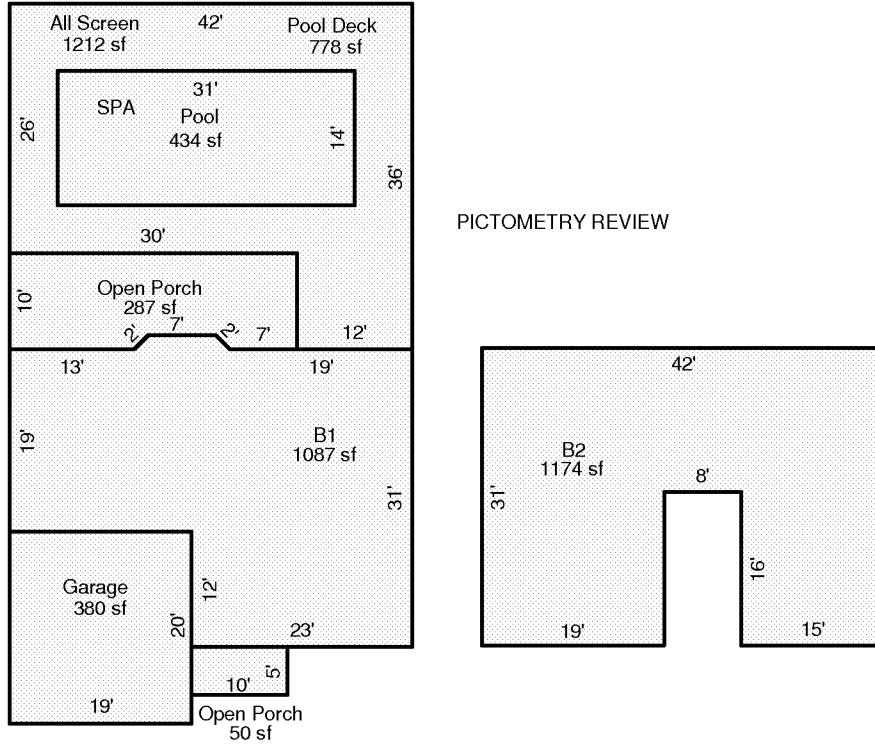 All Screen
1212 sf
42'
Pool Deck
778 sf
31'
SPA
Pool
434 sf
14'
26'
36'
PICTOMETRY REVIEW
30'
10'
Open Porch
287 sf
2'
7'
2'
7'
12'
13'
19'
19'
B1
1087 sf
31'
Garage
380 sf
12'
20'
23'
5'
10'
19'
Open Porch
50 sf
42'
B2
1174 sf
8'
31'
16'
19'
15'